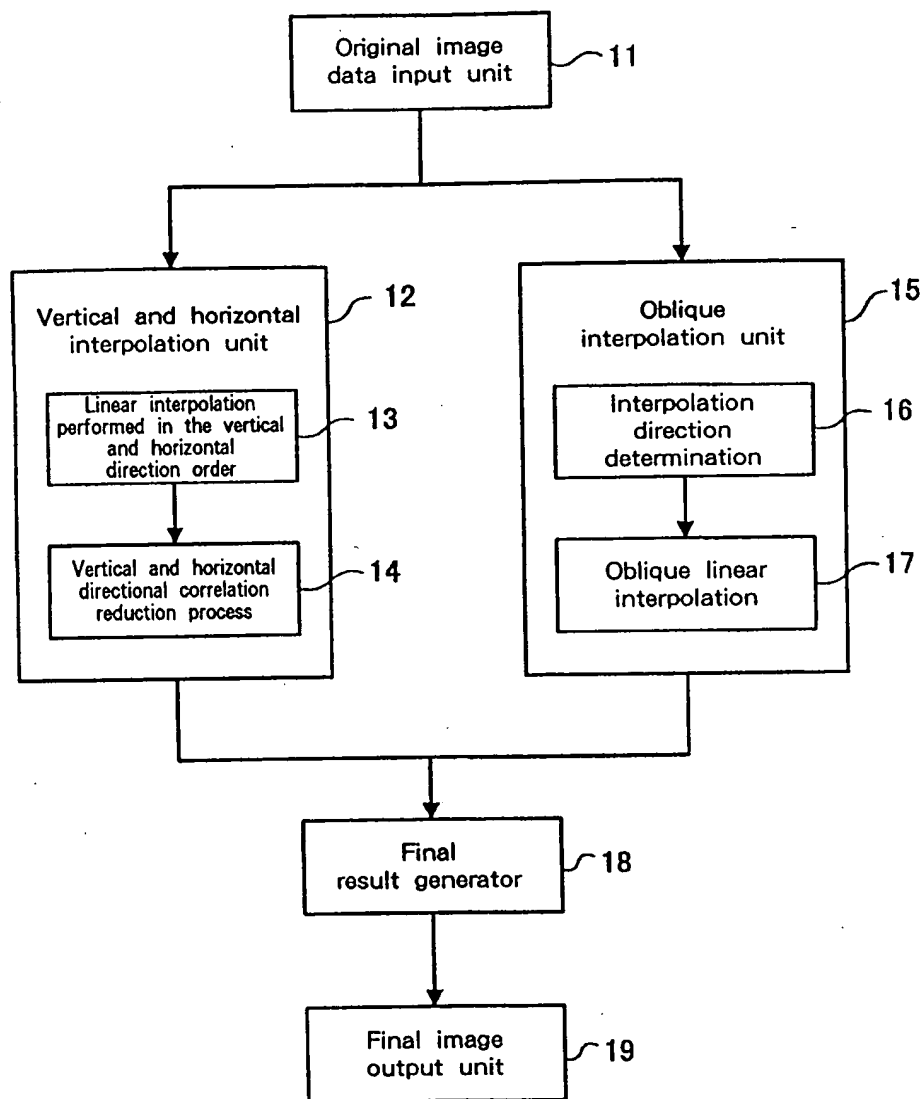 Original image
data input unit
11
Vertical and horizontal
interpolation unit
12
Linear interpolation
performed in the vertical
and horizontal
direction order
13
Vertical and horizontal
directional correlation
reduction process
14
Oblique
interpolation unit
15
Interpolation
direction
determination
16
Oblique linear
interpolation
17
Final
result generator
18
Final image
output unit
19